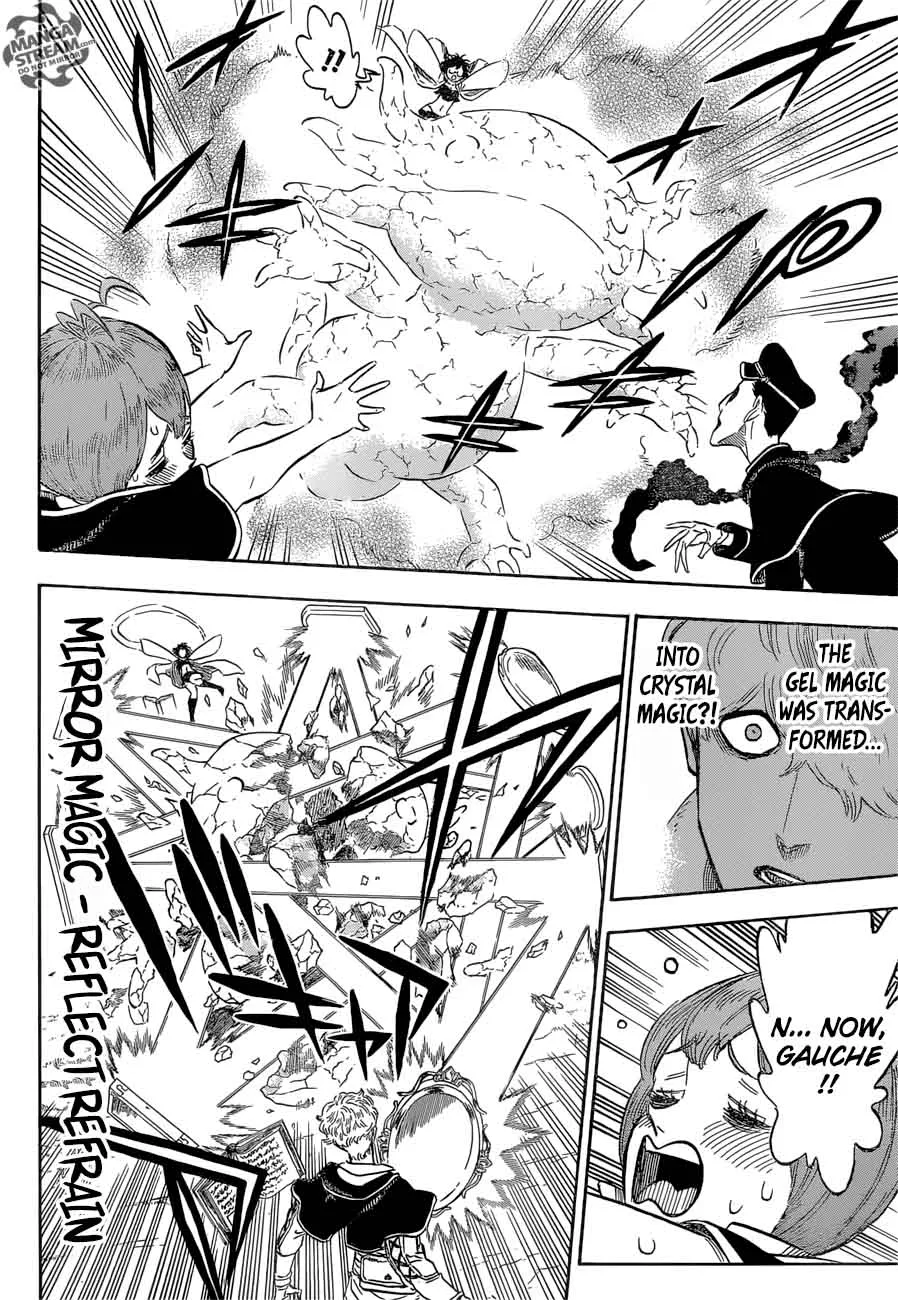 MANGA
STREAM.com
DO NOT MIRROR!
!!
THE
GEL MAGIC
WAS TRANS-
FORMED...
INTO
CRYSTAL
MAGIC?!
N... NOW,
GAUCHE
!!
MIRROR MAGIC - REFLECT REFRAIN